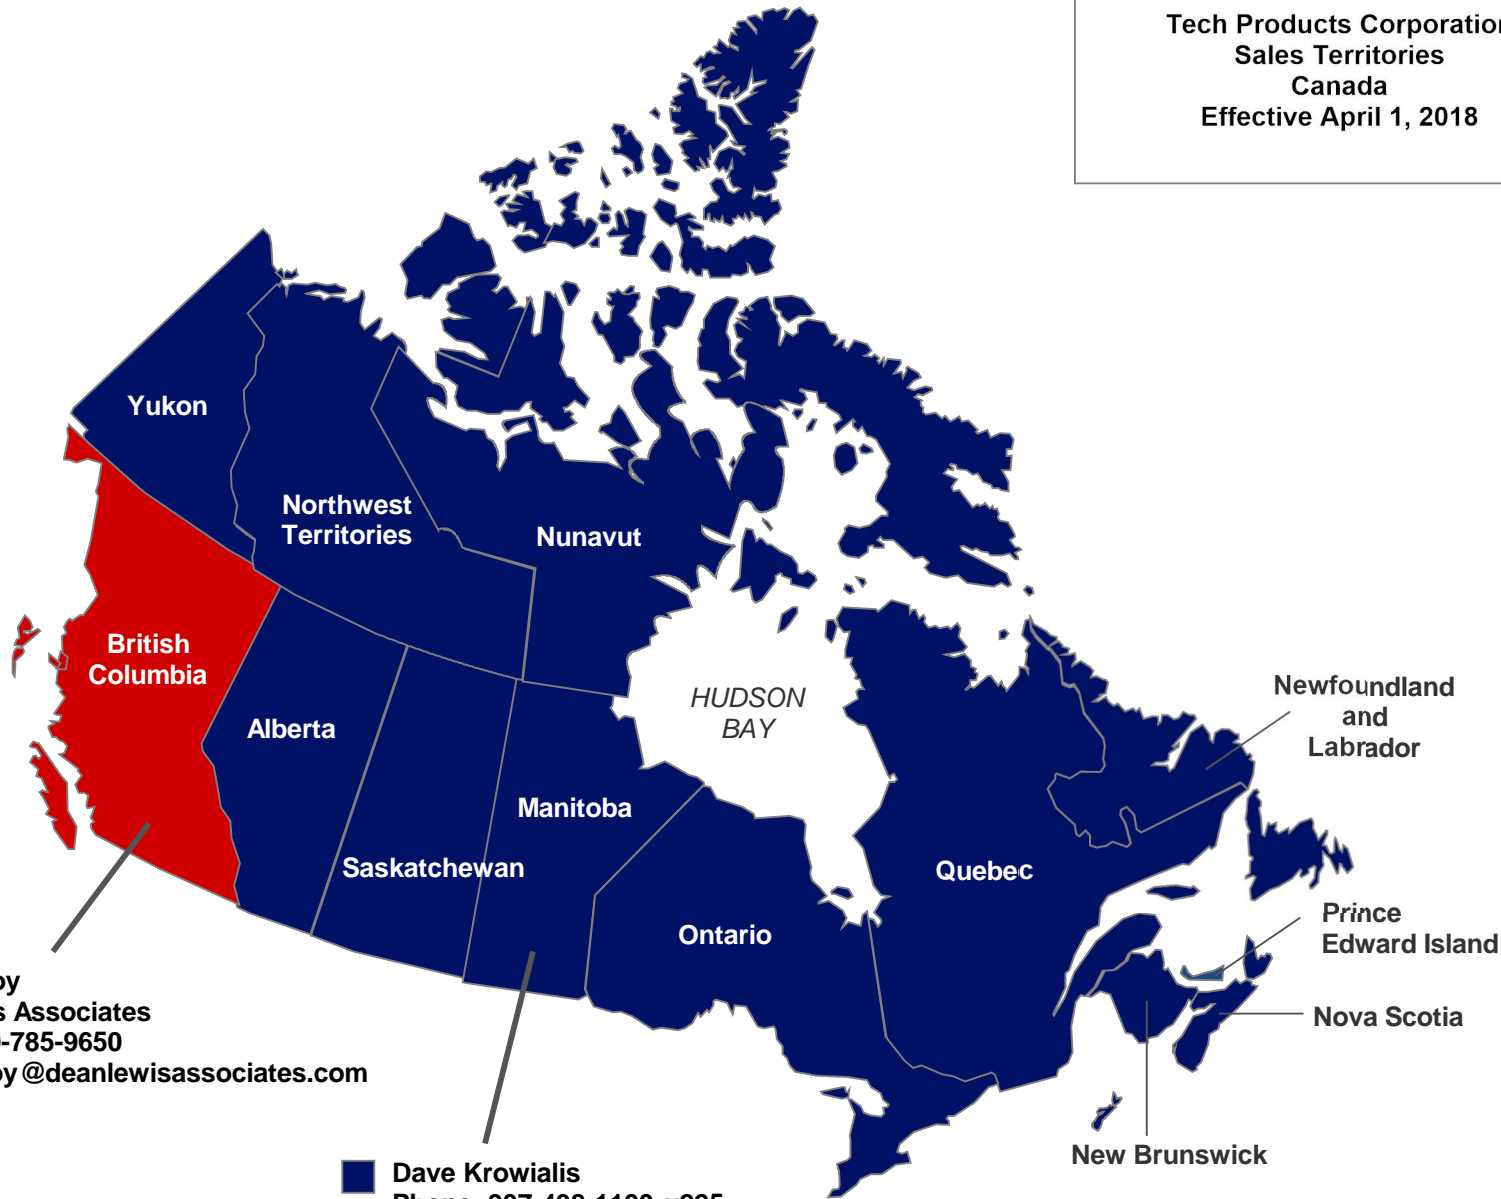 Tech Products Corporation
Sales Territories
Canada
Effective April 1, 2018
Yukon
Northwest
Territories
Nunavut
British
Columbia
Alberta
HUDSON
BAY
Newfoundland
and
Labrador
Manitoba
Saskatchewan
Quebec
Ontario
Prince
Edward Island
Nova Scotia
New Brunswick
Associates
-785-9650
@deanlewisassociates.com
Dave Krowialis